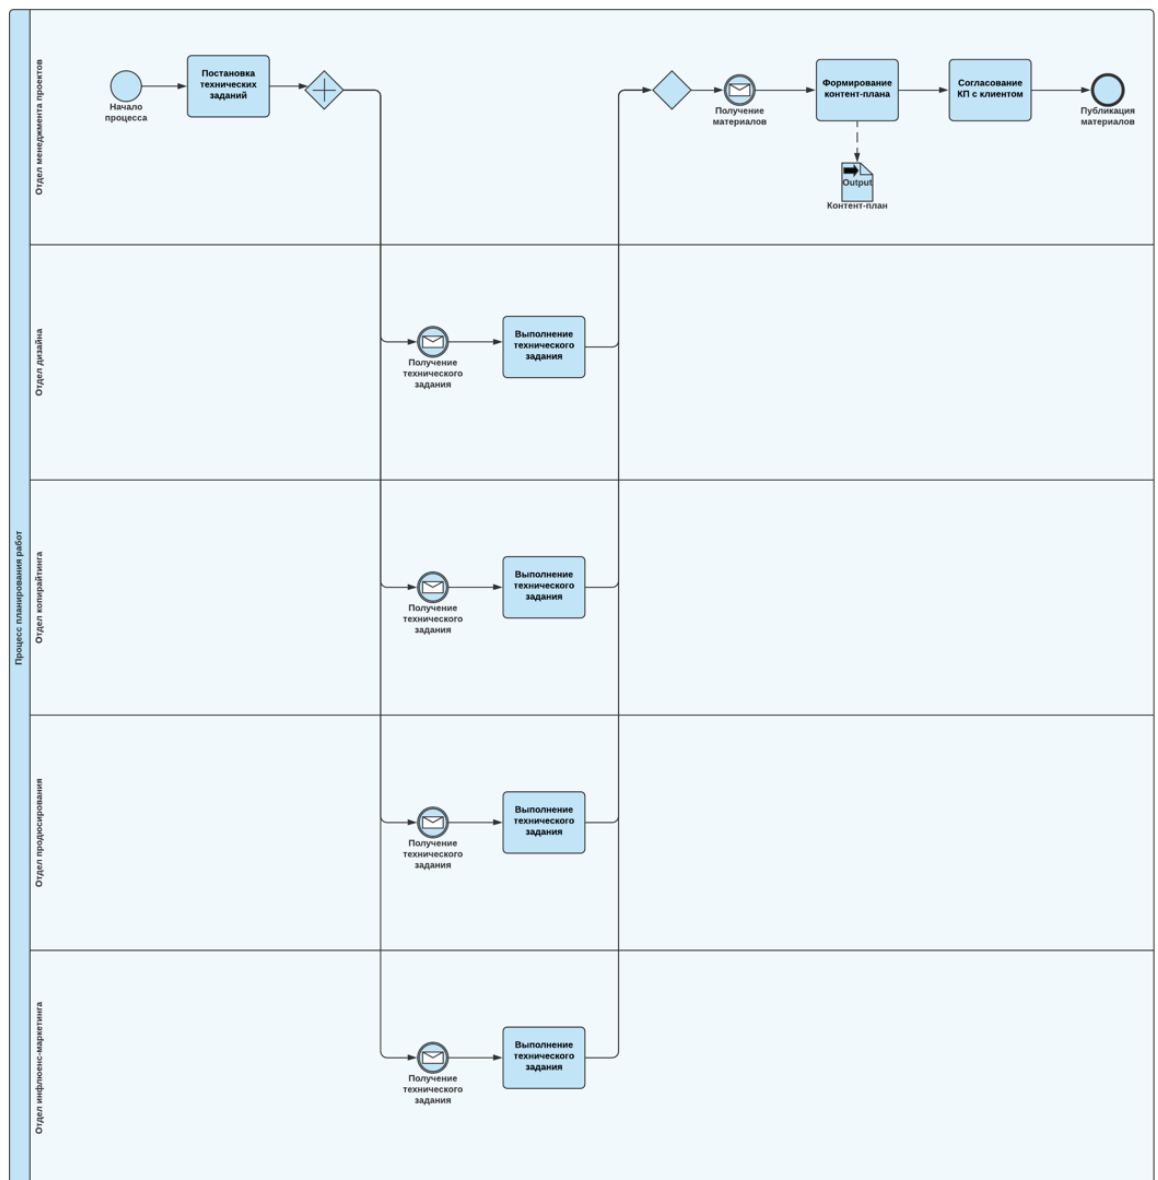 Процесс планирования работ
Отдел менеджмента проектов
Начало
процесса
Постановка
технических
заданий
Получение
материалов
Формирование
контент-плана
Output
Контент-план
Согласование
КП с клиентом
Публикация
материалов
Отдел дизайна
Получение
технического
задания
Выполнение
технического
задания
Отдел копирайтинга
Получение
технического
задания
Выполнение
технического
задания
Отдел продюсирования
Получение
технического
задания
Выполнение
технического
задания
Отдел инфлюенс-маркетинга
Получение
технического
задания
Выполнение
технического
задания